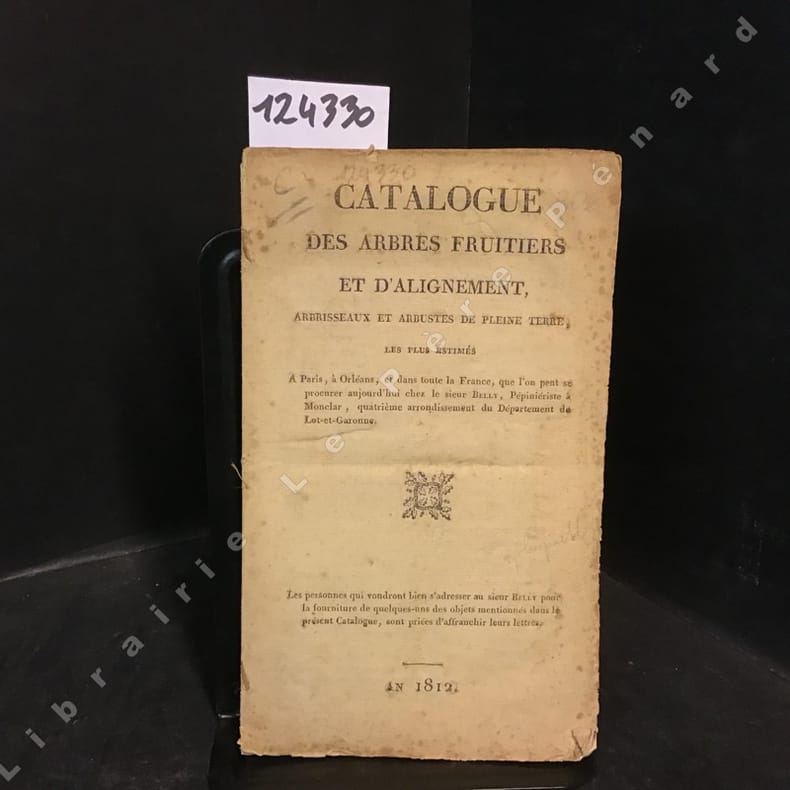 124330
124330
CATALOGUE
DES ARBRES FRUITIERS
ET D'ALIGNEMENT,
ARBRISSEAUX ET ARBUSTES DE PLEINE TERRE,
LES PLUS ESTIMÉS
A Paris, à Orléans, et dans toute la France, que l'on peut se
procurer aujourd'hui chez le sieur BELLY, Pépiniériste à
Monclar, quatrième arrondissement du Département de
Lot-et-Garonne.
Les personnes qui voudront bien s'adresser au sieur BELLY pour
la fourniture de quelques-uns des objets mentionnés dans le
présent Catalogue, sont priées d'affranchir leurs lettres.
AN 1812.
Librairie Le Père Pénard